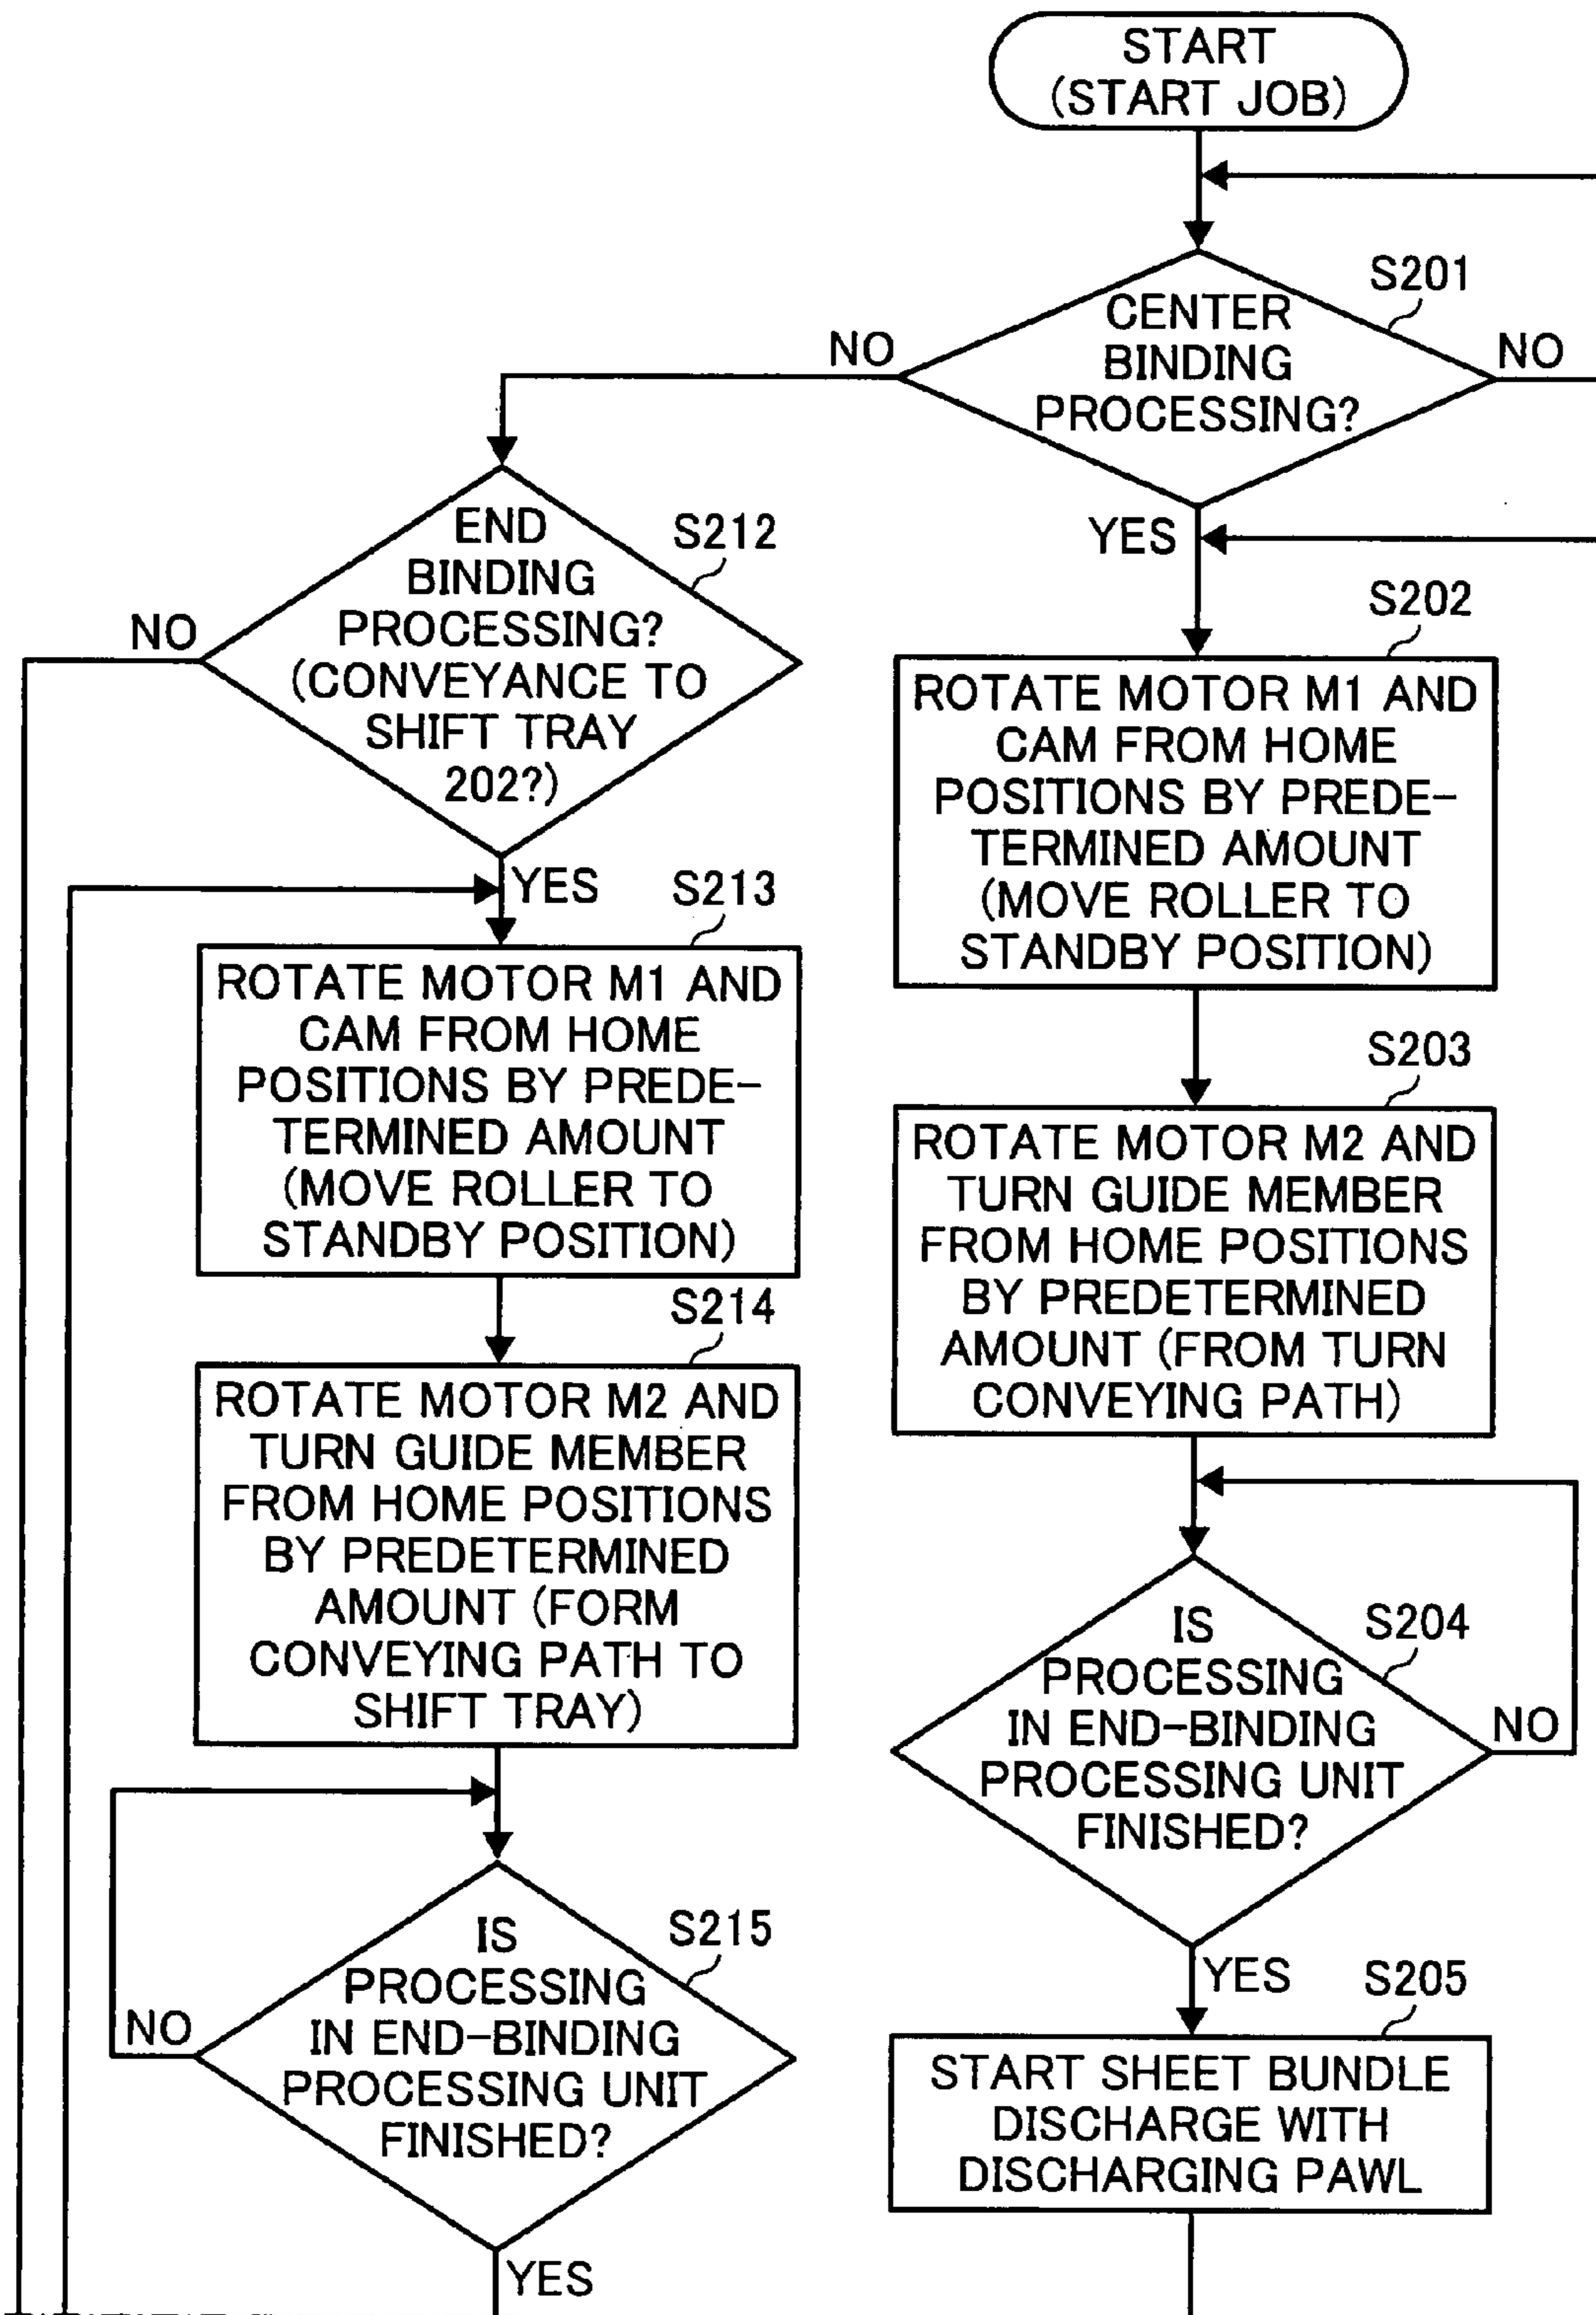 START
(START JOB)
S201
CENTER
BINDING
PROCESSING?
NO
NO
YES
S202
ROTATE MOTOR M1 AND
CAM FROM HOME
POSITIONS BY PREDE-
TERMINED AMOUNT
(MOVE ROLLER TO
STANDBY POSITION)
S203
ROTATE MOTOR M2 AND
TURN GUIDE MEMBER
FROM HOME POSITIONS
BY PREDETERMINED
AMOUNT (FROM TURN
CONVEYING PATH)
S204
IS
PROCESSING
IN END-BINDING
PROCESSING UNIT
FINISHED?
NO
YES
S205
START SHEET BUNDLE
DISCHARGE WITH
DISCHARGING PAWL
S212
END
BINDING
PROCESSING?
(CONVEYANCE TO
SHIFT TRAY
202?)
NO
YES
S213
ROTATE MOTOR M1 AND
CAM FROM HOME
POSITIONS BY PREDE-
TERMINED AMOUNT
(MOVE ROLLER TO
STANDBY POSITION)
S214
ROTATE MOTOR M2 AND
TURN GUIDE MEMBER
FROM HOME POSITIONS
BY PREDETERMINED
AMOUNT (FORM
CONVEYING PATH TO
SHIFT TRAY)
S215
IS
PROCESSING
IN END-BINDING
PROCESSING UNIT
FINISHED?
NO
YES